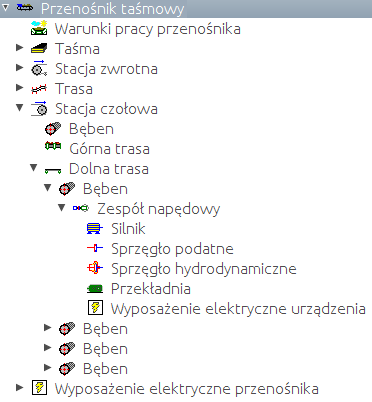 Przenośnik taśmowy
Warunki pracy przenośnika
Taśma
Stacja zwrotna
Trasa
Stacja czołowa
Bęben
Górna trasa
Dolna trasa
Bęben
Zespół napędowy
Silnik
Sprzęgło podatne
Sprzęgło hydrodynamiczne
Przekładnia
Wyposażenie elektryczne urządzenia
Bęben
Bęben
Bęben
Wyposażenie elektryczne przenośnika